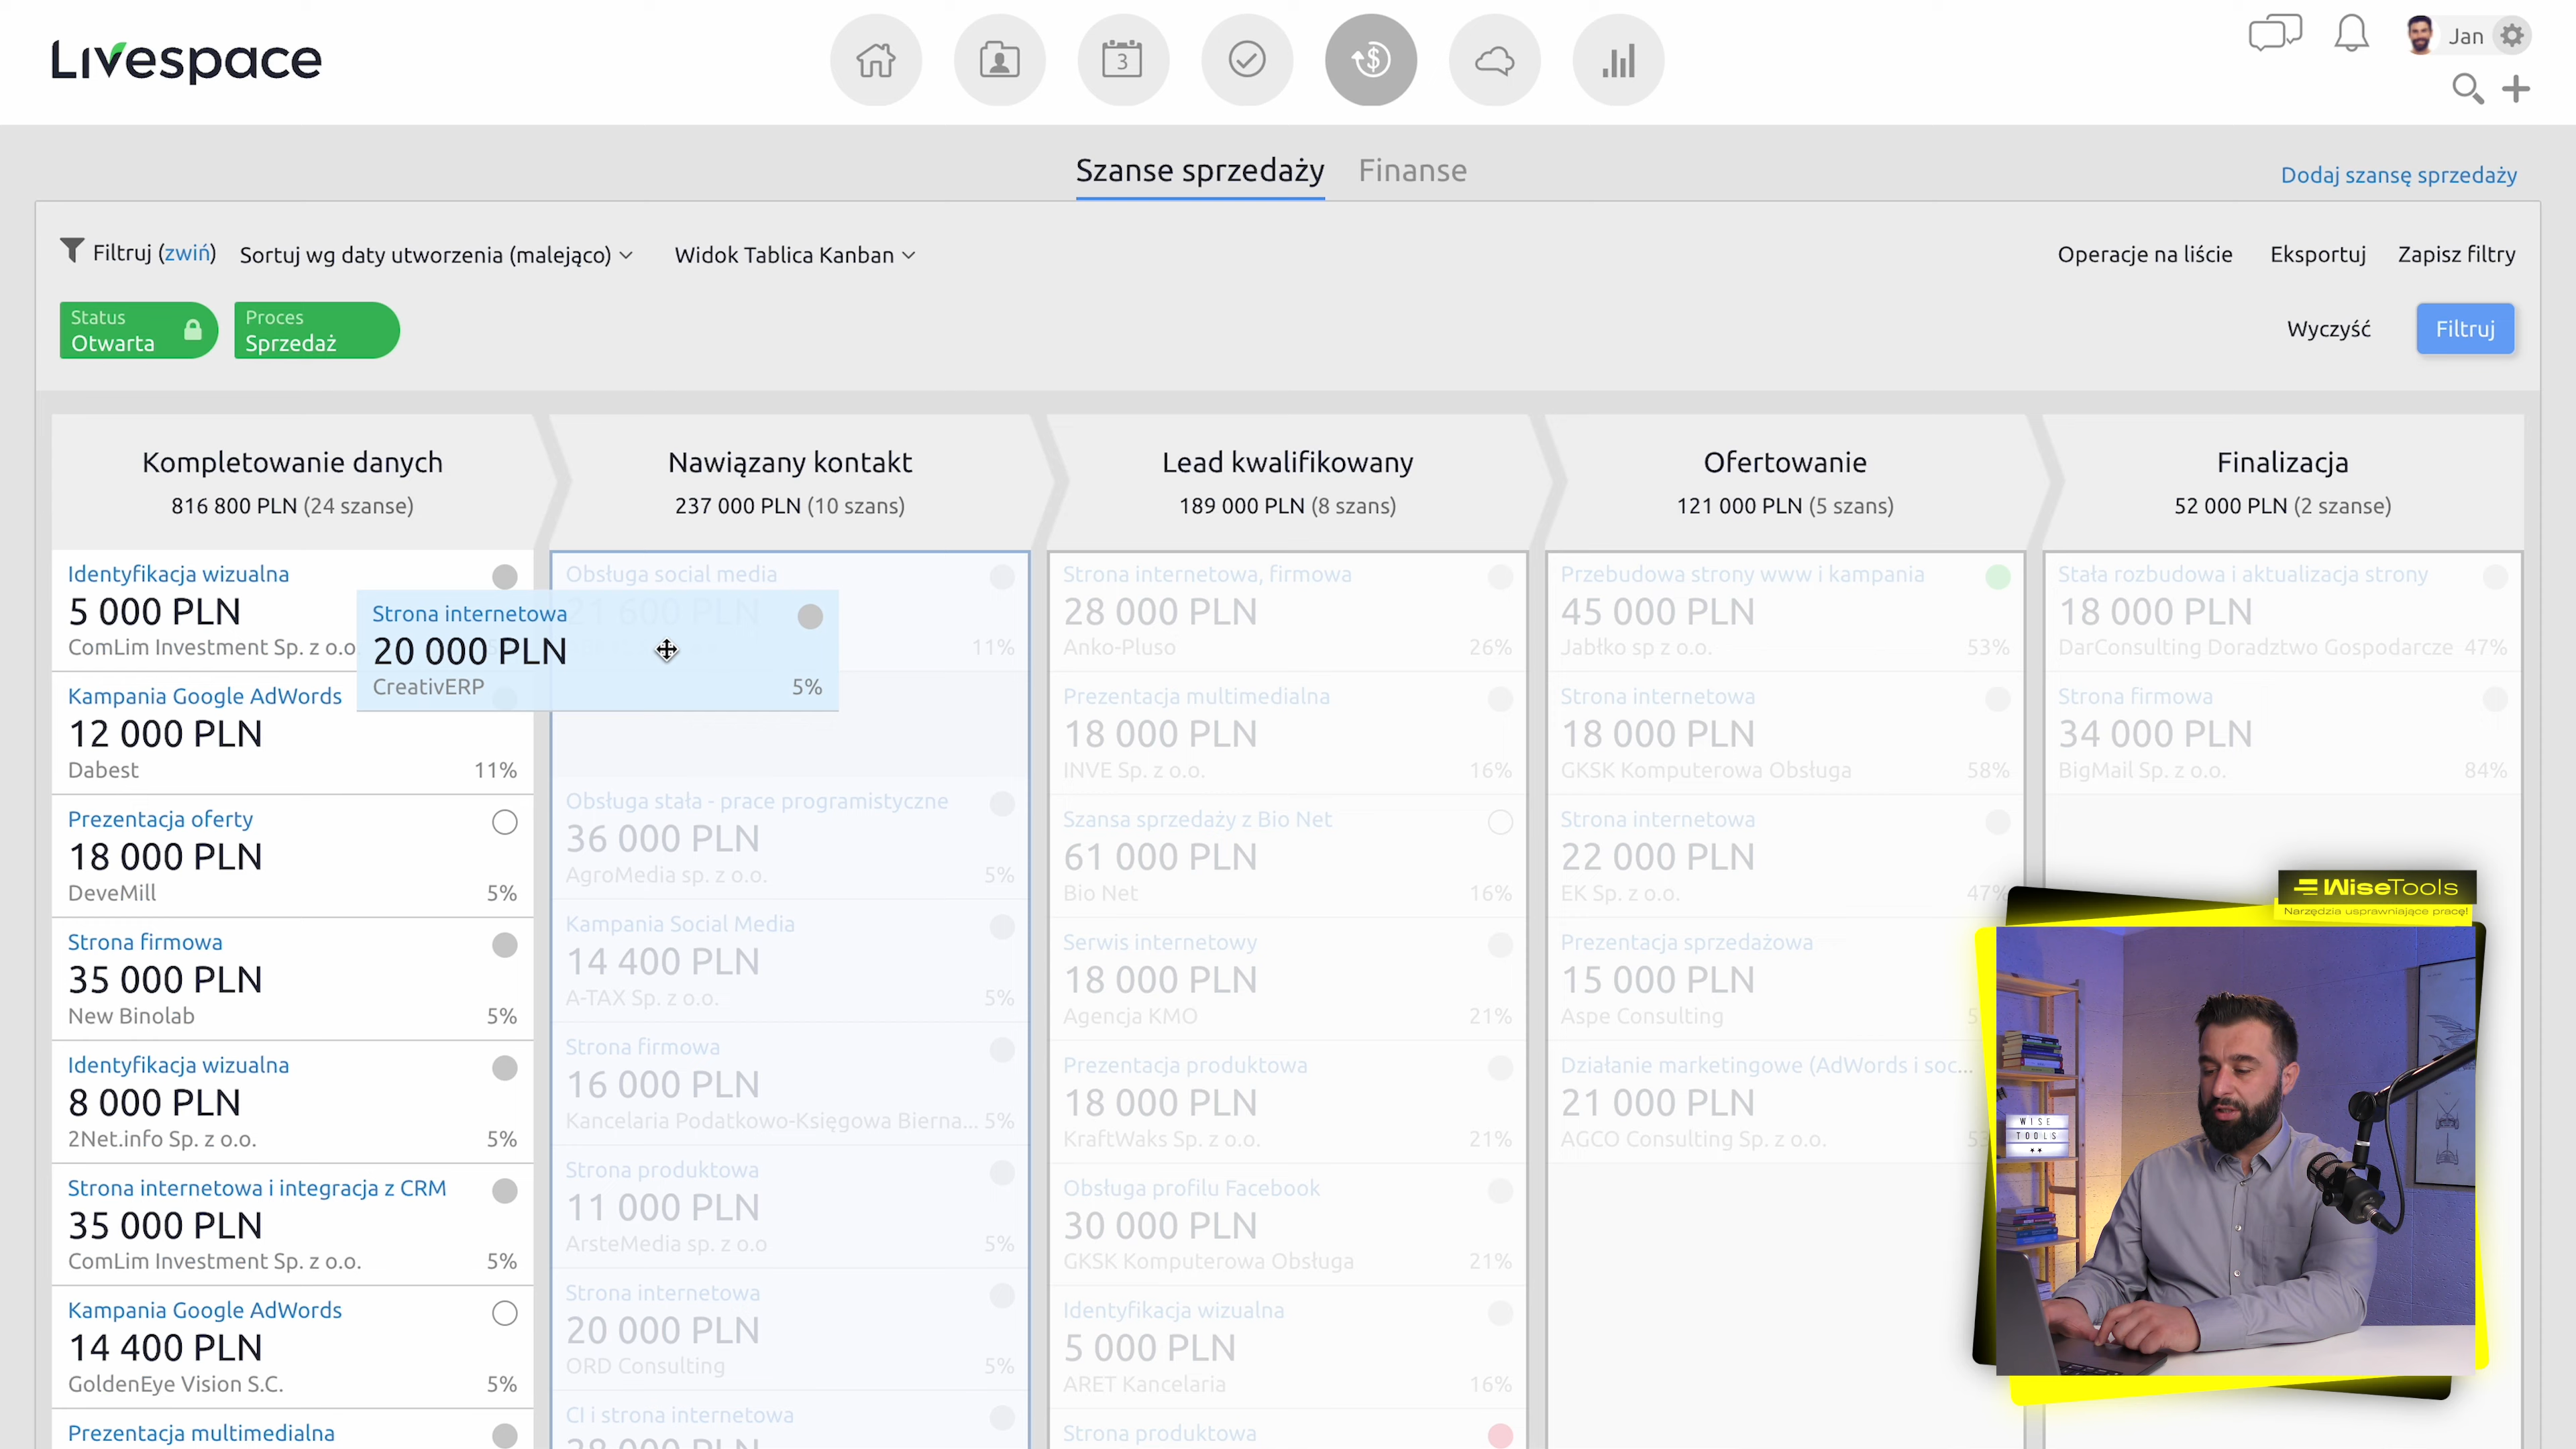 Livespace
3
Jan
Szanse sprzedaży
Finanse
Dodaj szansę sprzedaży
Filtruj (zwiń)
Sortuj wg daty utworzenia (malejąco)
Widok Tablica Kanban
Operacje na liście
Eksportuj
Zapisz filtry
Status
Otwarta
Proces
Sprzedaż
Wyczyść
Filtruj
Kompletowanie danych
816 800 PLN (24 szanse)
Nawiązany kontakt
237 000 PLN (10 szans)
Lead kwalifikowany
189 000 PLN (8 szans)
Ofertowanie
121 000 PLN (5 szans)
Finalizacja
52 000 PLN (2 szanse)
Identyfikacja wizualna
5 000 PLN
ComLim Investment Sp. z o.o.
Kampania Google AdWords
12 000 PLN
Dabest
11%
Prezentacja oferty
18 000 PLN
DeveMill
5%
Strona firmowa
35 000 PLN
New Binolab
5%
Identyfikacja wizualna
8 000 PLN
2Net.info Sp. z o.o.
5%
Strona internetowa i integracja z CRM
35 000 PLN
ComLim Investment Sp. z o.o.
5%
Kampania Google AdWords
14 400 PLN
GoldenEye Vision S.C.
5%
Prezentacja multimedialna
Strona internetowa
20 000 PLN
CreativERP
5%
Obsługa social media
21 600 PLN
11%
Obsługa stała - prace programistyczne
36 000 PLN
AgroMedia sp. z o.o.
5%
Kampania Social Media
14 400 PLN
A-TAX Sp. z o.o.
5%
Strona firmowa
16 000 PLN
Kancelaria Podatkowo-Księgowa Bierna... 5%
Strona produktowa
11 000 PLN
ArsteMedia sp. z o.o
5%
Strona internetowa
20 000 PLN
ORD Consulting
5%
CI i strona internetowa
Strona internetowa, firmowa
28 000 PLN
Anko-Pluso
26%
Prezentacja multimedialna
18 000 PLN
INVE Sp. z o.o.
16%
Szansa sprzedaży z Bio Net
61 000 PLN
Bio Net
16%
Serwis internetowy
18 000 PLN
Agencja KMO
21%
Prezentacja produktowa
18 000 PLN
KraftWaks Sp. z o.o.
21%
Obsługa profilu Facebook
30 000 PLN
GKSK Komputerowa Obsługa
21%
Identyfikacja wizualna
5 000 PLN
ARET Kancelaria
16%
Strona produktowa
Przebudowa strony www i kampania
45 000 PLN
Jabłko sp z o.o.
53%
Strona internetowa
18 000 PLN
GKSK Komputerowa Obsługa
58%
Strona internetowa
22 000 PLN
EK Sp. z o.o.
47%
Prezentacja sprzedażowa
15 000 PLN
Aspe Consulting
Działanie marketingowe (AdWords i soc...
21 000 PLN
AGCO Consulting Sp. z o.o.
Stała rozbudowa i aktualizacja strony
18 000 PLN
DarConsulting Doradztwo Gospodarcze 47%
Strona firmowa
34 000 PLN
BigMail Sp. z o.o.
84%
WiseTools
Narzędzia usprawniające pracę!
WISE
TOOLS